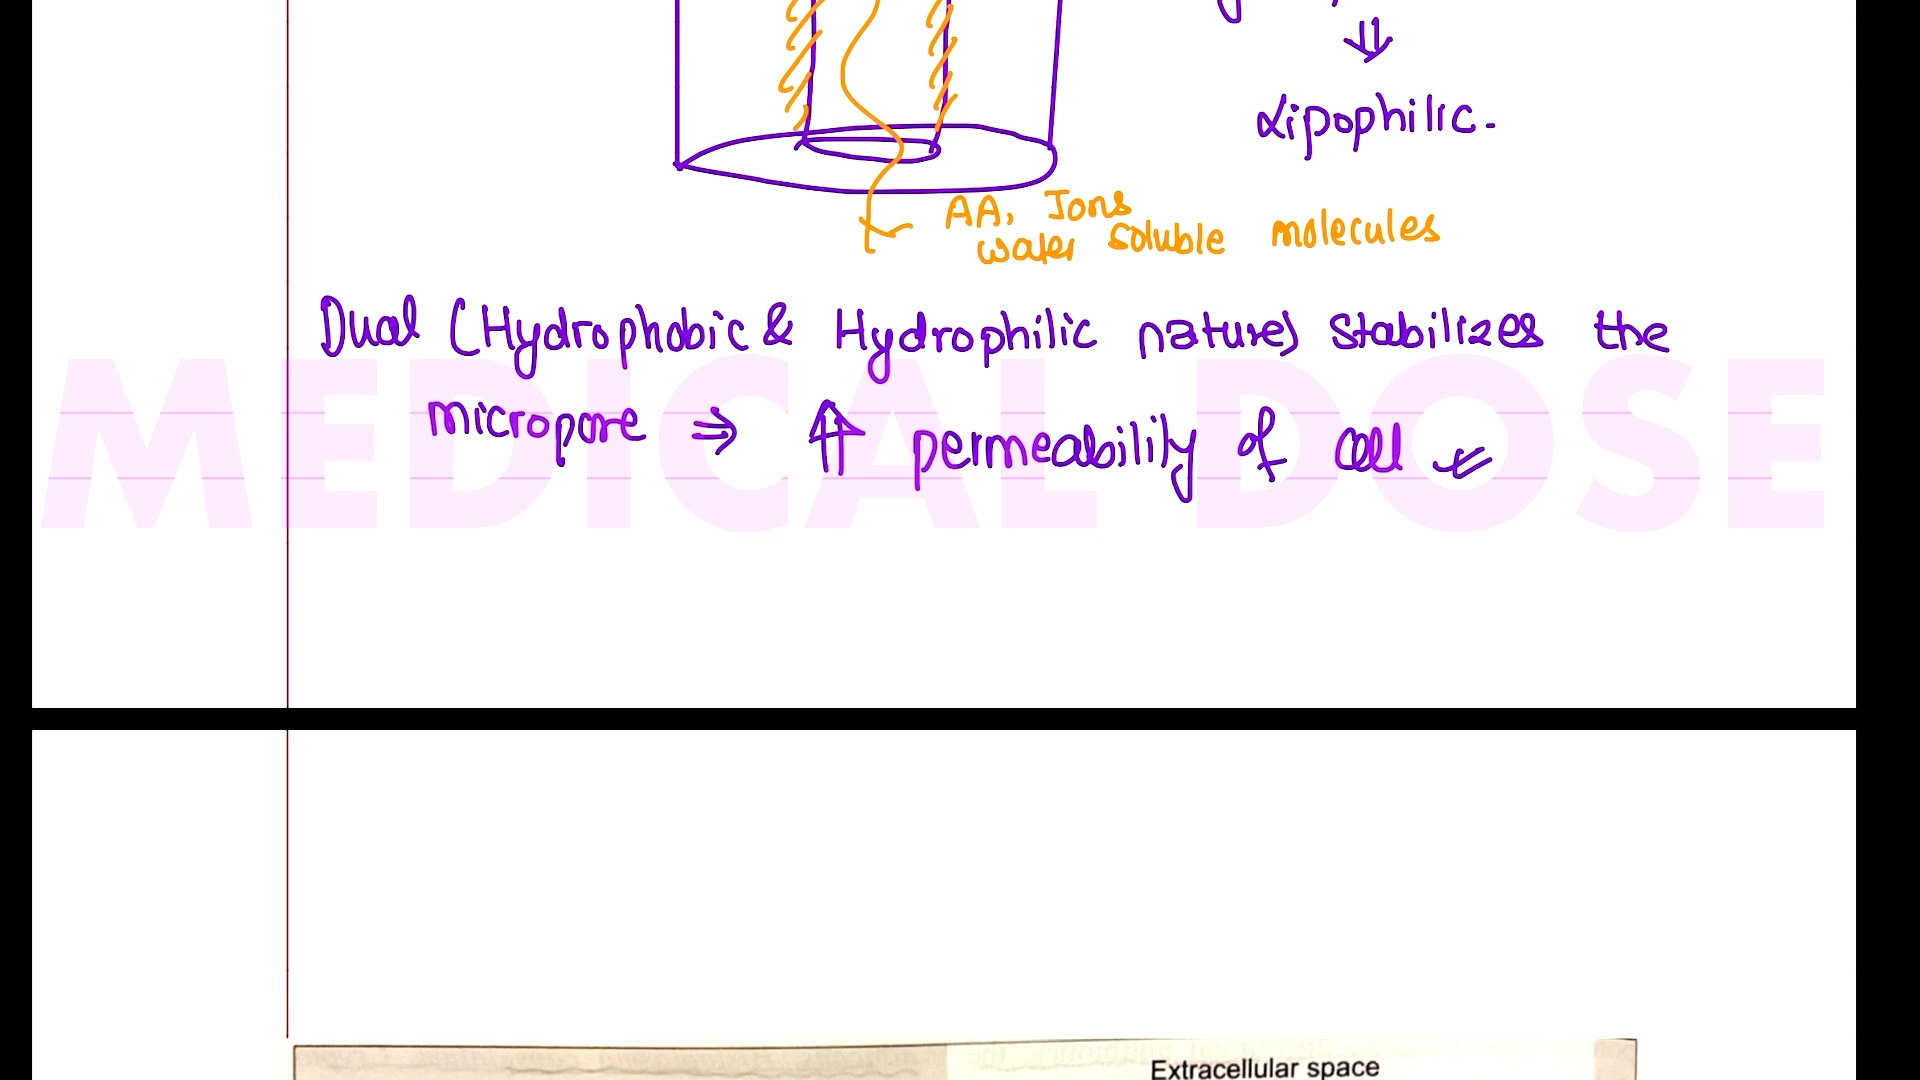 Lipophilic.
AA, Ions
water soluble molecules
Dual (Hydrophobic & Hydrophilic nature) stabilizes the
micropore ⇒ ⇑ permeability of cell
MEDICAL DOSE
Extracellular space